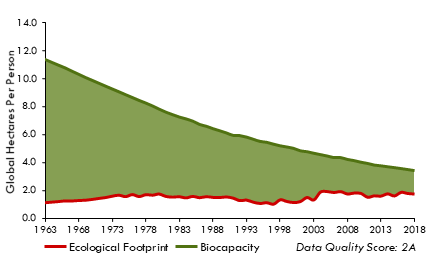 14.0
12.0
10.0
8.0
6.0
4.0
2.0
0.0
Global Hectares Per Person
1963 1968 1973 1978 1983 1988 1993 1998 2003 2008 2013 2018
Ecological Footprint Biocapacity Data Quality Score: 2A